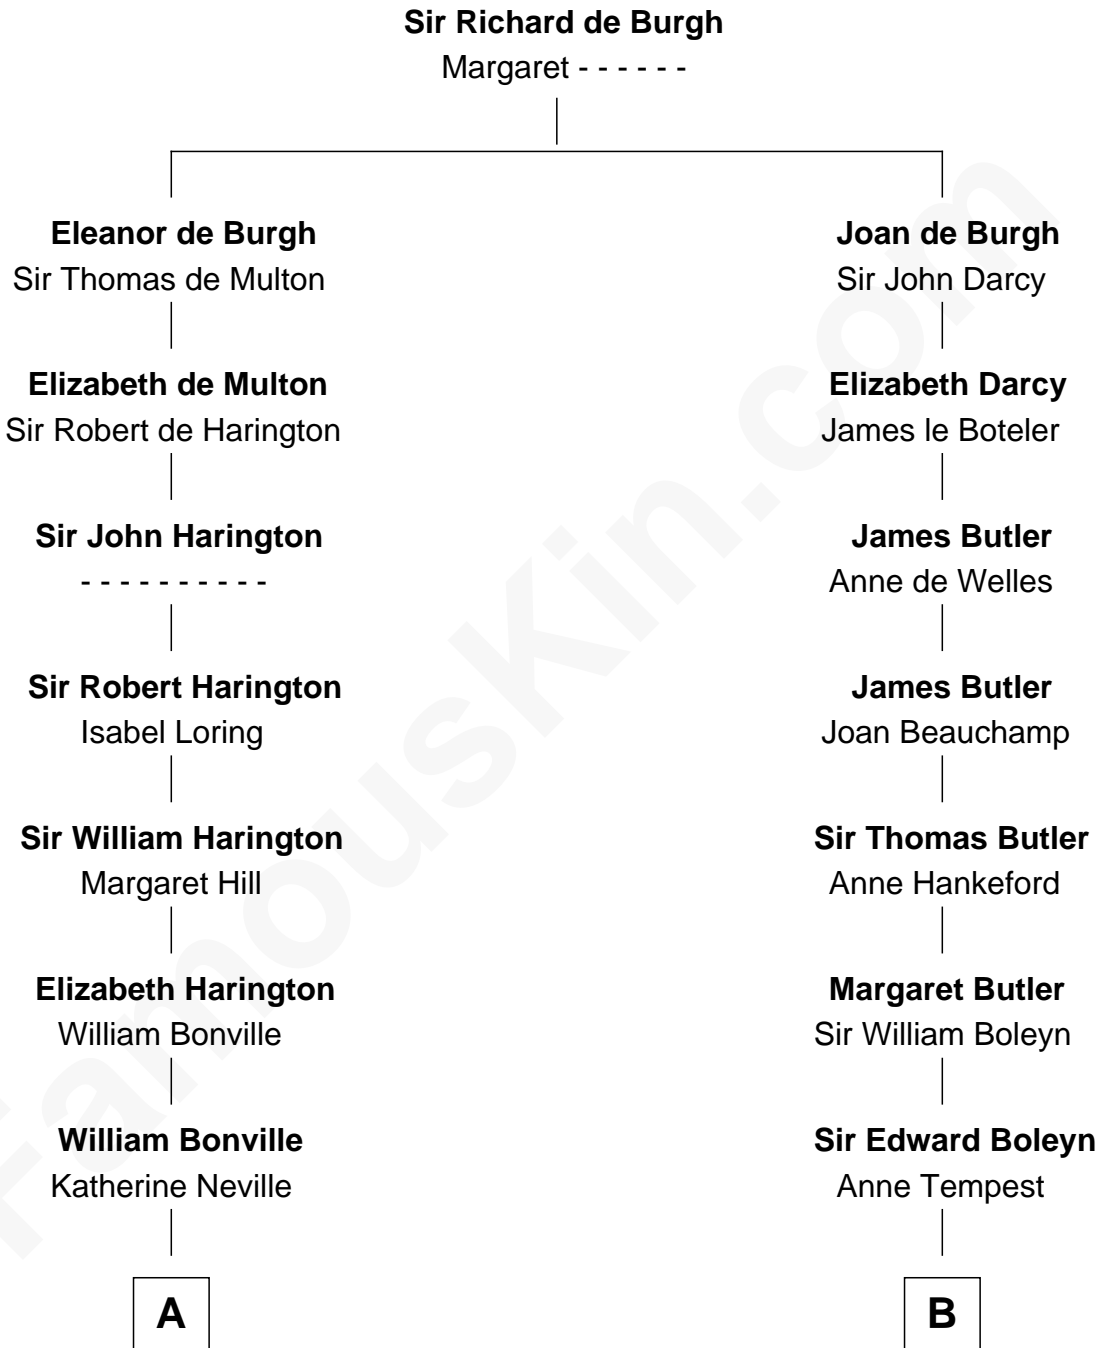 Sir Richard de Burgh
Margaret - - - - - -
Eleanor de Burgh
Sir Thomas de Multon
Joan de Burgh
Sir John Darcy
Elizabeth de Multon
Sir Robert de Harington
Elizabeth Darcy
James le Boteler
Sir John Harington
- - - - - - - - - -
James Butler
Anne de Welles
Sir Robert Harington
Isabel Loring
James Butler
Joan Beauchamp
Sir William Harington
Margaret Hill
Sir Thomas Butler
Anne Hankeford
Elizabeth Harington
William Bonville
Margaret Butler
Sir William Boleyn
William Bonville
Katherine Neville
Sir Edward Boleyn
Anne Tempest
A
B
FamousKin.com